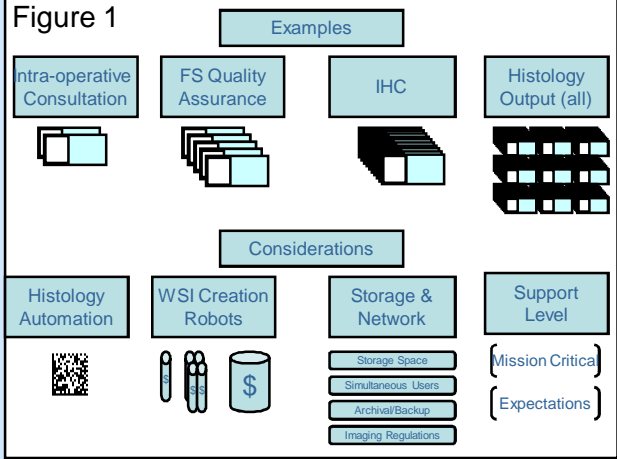 Figure 1
Examples
Intra-operative
Consultation
FS Quality
Assurance
IHC
Histology
Output (all)
Considerations
Histology
Automation
WSI Creation
Robots
Storage &
Network
Support
Level
$
$
$
$
$
Storage Space
Simultaneous Users
Archival/Backup
Imaging Regulations
Mission Critical
Expectations